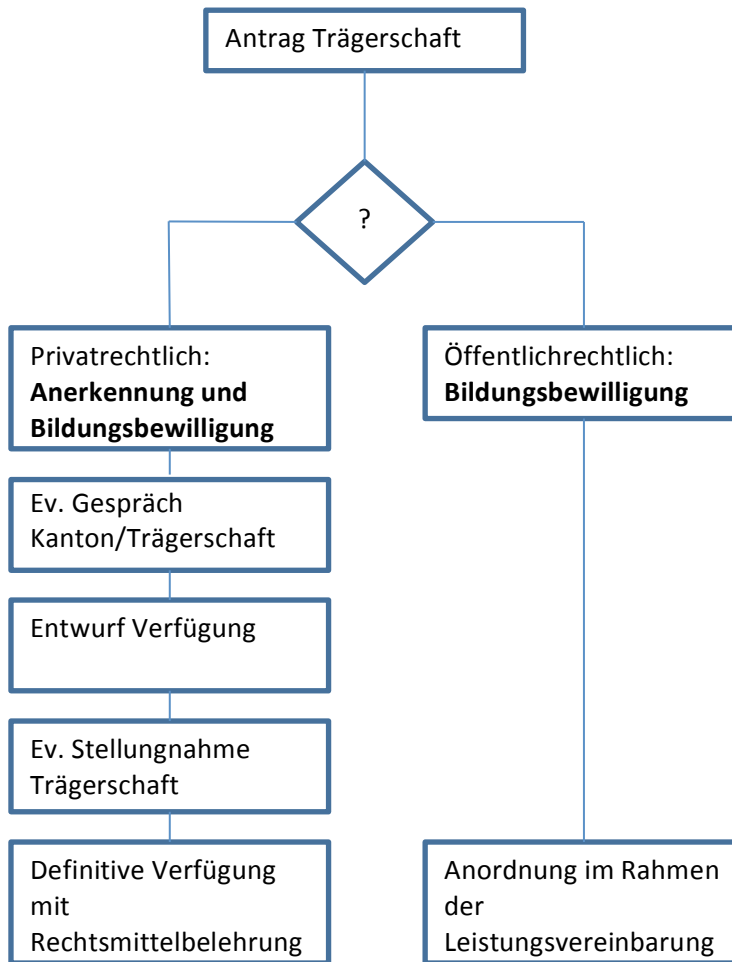 Antrag Trägerschaft
?
Privatrechtlich:
Anerkennung und
Bildungsbewilligung
Ev. Gespräch
Kanton/Trägerschaft
Entwurf Verfügung
Ev. Stellungnahme
Trägerschaft
Definitive Verfügung
mit
Rechtsmittelbelehrung
Öffentlichrechtlich:
Bildungsbewilligung
Anordnung im Rahmen
der
Leistungsvereinbarung